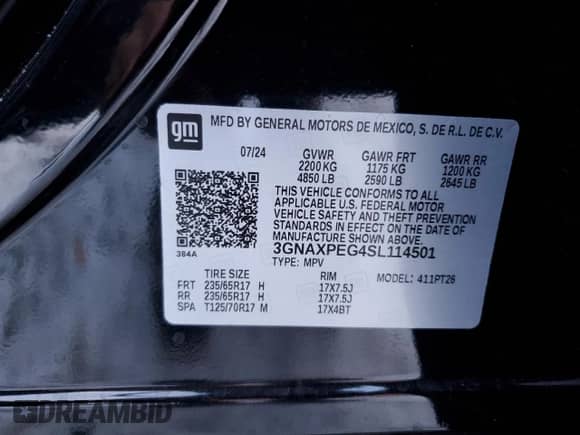 gm MFD BY GENERAL MOTORS DE MEXICO, S. DE R.L. DE C.V.
07/24 GVWR GAWR FRT GAWR RR
2200 KG 1175 KG 1200 KG
4850 LB 2590 LB 2645 LB
THIS VEHICLE CONFORMS TO ALL
APPLICABLE U.S. FEDERAL MOTOR
VEHICLE SAFETY AND THEFT PREVENTION
STANDARDS IN EFFECT ON THE DATE OF
MANUFACTURE SHOWN ABOVE.
384A 3GNAXPEG4SL114501
TYPE: MPV MODEL: 411PT26
TIRE SIZE RIM
FRT 235/65R17 H 17X7.5J
RR 235/65R17 H 17X7.5J
SPA T125/70R17 M 17X4BT
DREAMBID